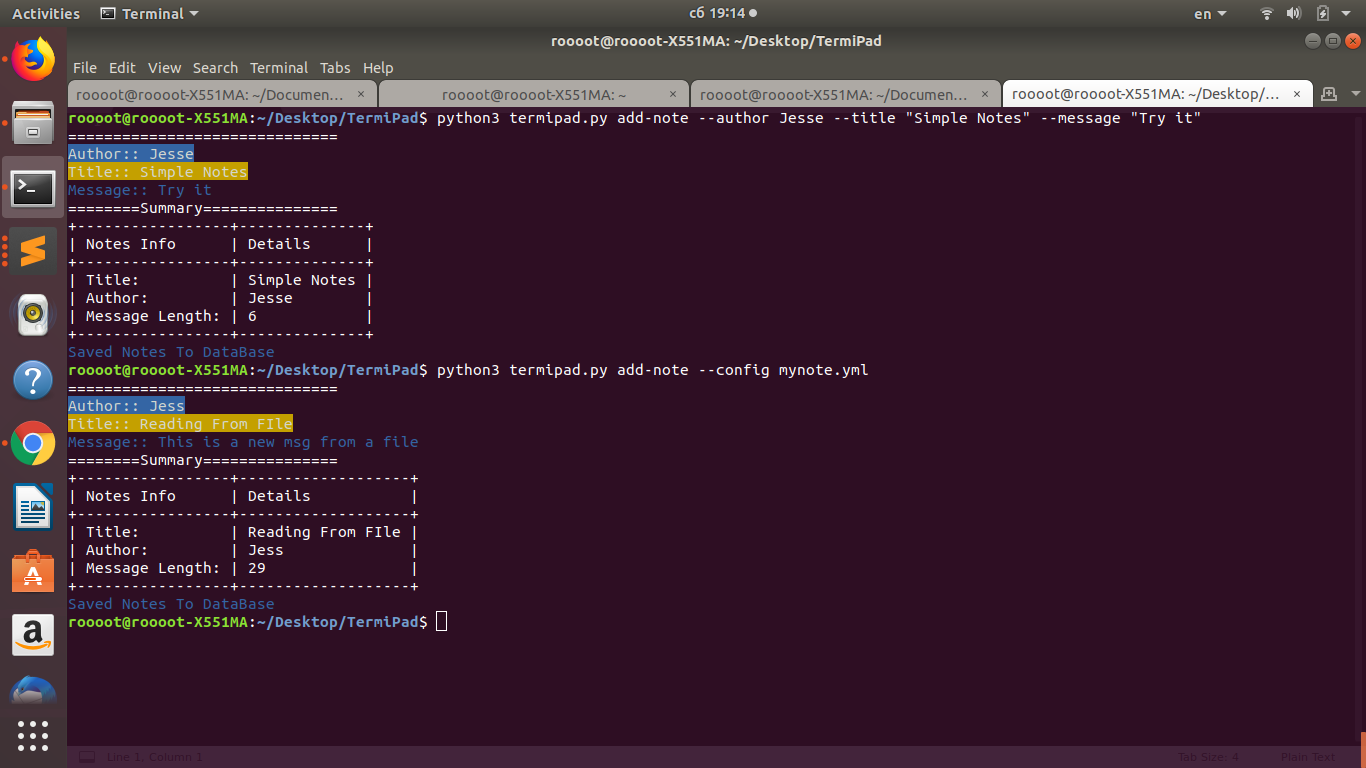 Activities Terminal сб 19:14 en
roooot@roooot-X551MA: ~/Desktop/TermiPad
File Edit View Search Terminal Tabs Help
roooot@roooot-X551MA: ~/Documen... × roooot@roooot-X551MA: ~ × roooot@roooot-X551MA: ~/Documen... × roooot@roooot-X551MA: ~/Desktop/... ×
roooot@roooot-X551MA:~/Desktop/TermiPad$ python3 termipad.py add-note --author Jesse --title "Simple Notes" --message "Try it"
==============================
Author:: Jesse
Title:: Simple Notes
Message:: Try it
========Summary===============
+-----------------+--------------+
| Notes Info      | Details      |
+-----------------+--------------+
| Title:          | Simple Notes |
| Author:         | Jesse        |
| Message Length: | 6            |
+-----------------+--------------+
Saved Notes To DataBase
roooot@roooot-X551MA:~/Desktop/TermiPad$ python3 termipad.py add-note --config mynote.yml
==============================
Author:: Jess
Title:: Reading From FIle
Message:: This is a new msg from a file
========Summary===============
+-----------------+-------------------+
| Notes Info      | Details           |
+-----------------+-------------------+
| Title:          | Reading From FIle |
| Author:         | Jess              |
| Message Length: | 29                |
+-----------------+-------------------+
Saved Notes To DataBase
roooot@roooot-X551MA:~/Desktop/TermiPad$
Line 1, Column 1 Tab Size: 4 Plain Text